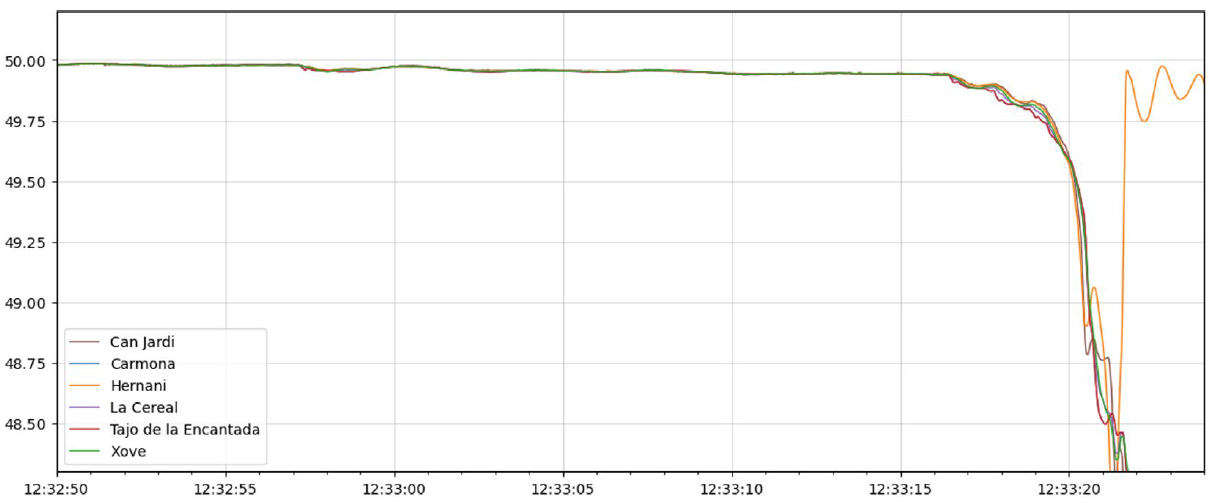 50.00
49.75
49.50
49.25
49.00
48.75
48.50
Can Jardi
Carmona
Hernani
La Cereal
Tajo de la Encantada
Xove
12:32:50 12:32:55 12:33:00 12:33:05 12:33:10 12:33:15 12:33:20